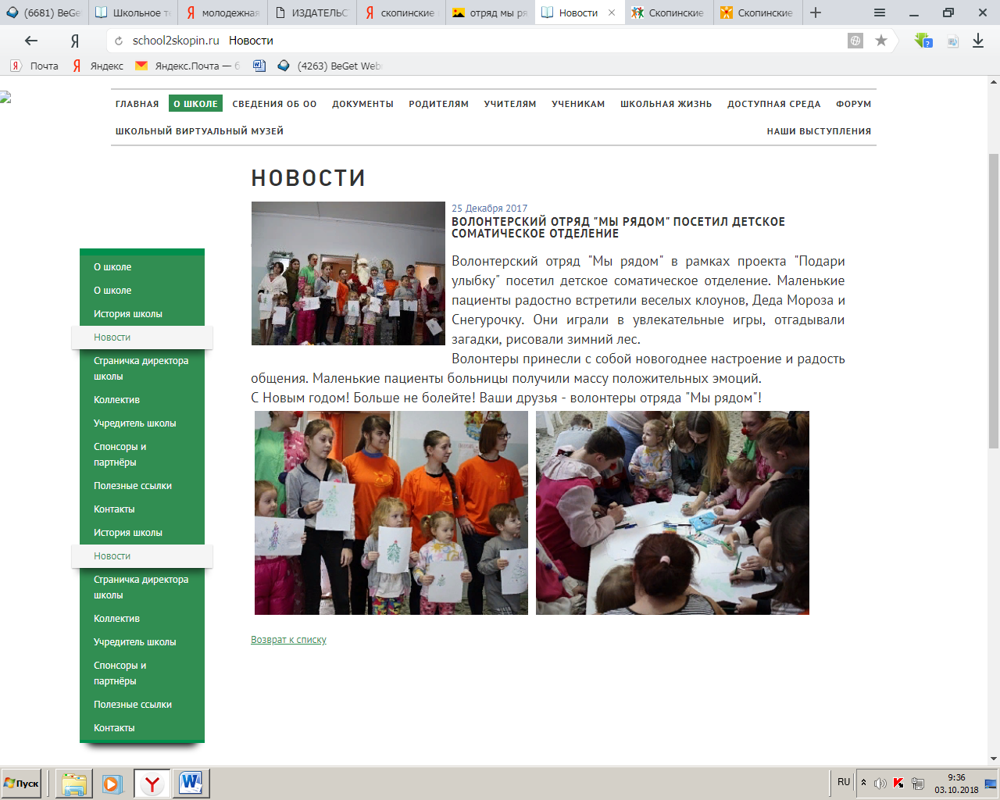 (6681) BeGe
Школьное те
молодежная
ИЗДАТЕЛЬС
скопинские
отряд мы ря
Новости
Скопинские
Скопинские
school2skopin.ru Новости
Почта
Яндекс
Яндекс.Почта — б
(4263) BeGet Web
ГЛАВНАЯ О ШКОЛЕ СВЕДЕНИЯ ОБ ОО ДОКУМЕНТЫ РОДИТЕЛЯМ УЧИТЕЛЯМ УЧЕНИКАМ ШКОЛЬНАЯ ЖИЗНЬ ДОСТУПНАЯ СРЕДА ФОРУМ
ШКОЛЬНЫЙ ВИРТУАЛЬНЫЙ МУЗЕЙ НАШИ ВЫСТУПЛЕНИЯ
О школе
О школе
История школы
Новости
Страничка директора
школы
Коллектив
Учредитель школы
Спонсоры и
партнёры
Полезные ссылки
Контакты
История школы
Новости
Страничка директора
школы
Коллектив
Учредитель школы
Спонсоры и
партнёры
Полезные ссылки
Контакты
НОВОСТИ
25 Декабря 2017
ВОЛОНТЕРСКИЙ ОТРЯД "МЫ РЯДОМ" ПОСЕТИЛ ДЕТСКОЕ
СОМАТИЧЕСКОЕ ОТДЕЛЕНИЕ
Волонтерский отряд "Мы рядом" в рамках проекта "Подари
улыбку" посетил детское соматическое отделение. Маленькие
пациенты радостно встретили веселых клоунов, Деда Мороза и
Снегурочку. Они играли в увлекательные игры, отгадывали
загадки, рисовали зимний лес.
Волонтеры принесли с собой новогоднее настроение и радость
общения. Маленькие пациенты больницы получили массу положительных эмоций.
С Новым годом! Больше не болейте! Ваши друзья - волонтеры отряда "Мы рядом"!
Возврат к списку
Пуск
RU
9:36
03.10.2018